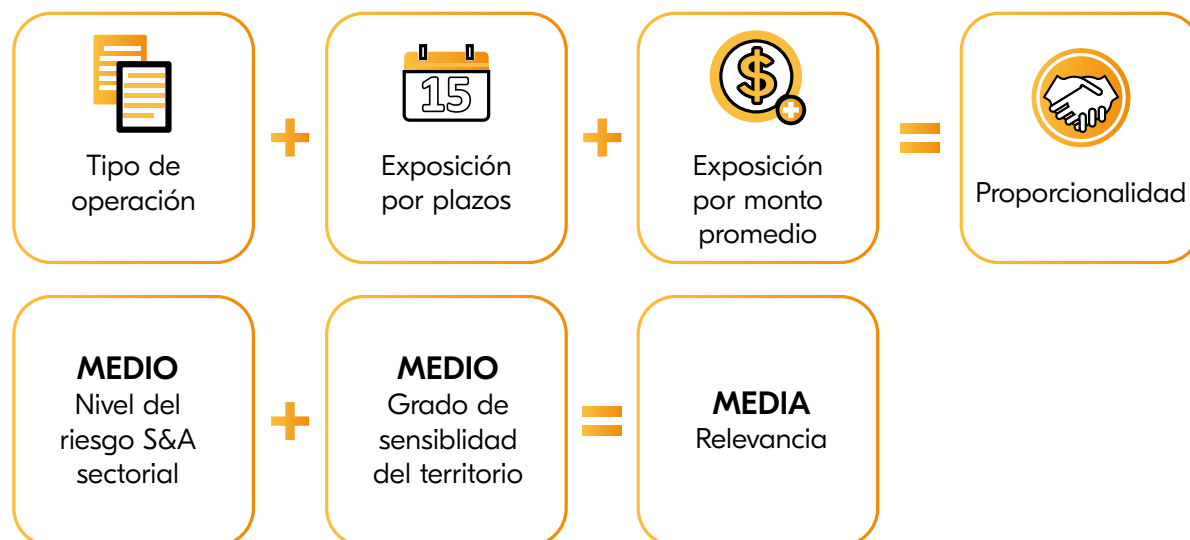 15
Tipo de
operación
+
Exposición
por plazos
+
Exposición
por monto
promedio
=
Proporcionalidad
MEDIO
Nivel del
riesgo S&A
sectorial
+
MEDIO
Grado de
sensiblidad
del territorio
=
MEDIA
Relevancia